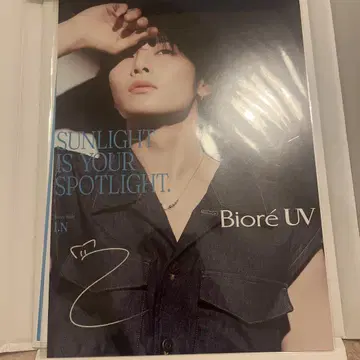 SUNLIGHT
IS YOUR
SPOTLIGHT.
I.N
Bioré UV